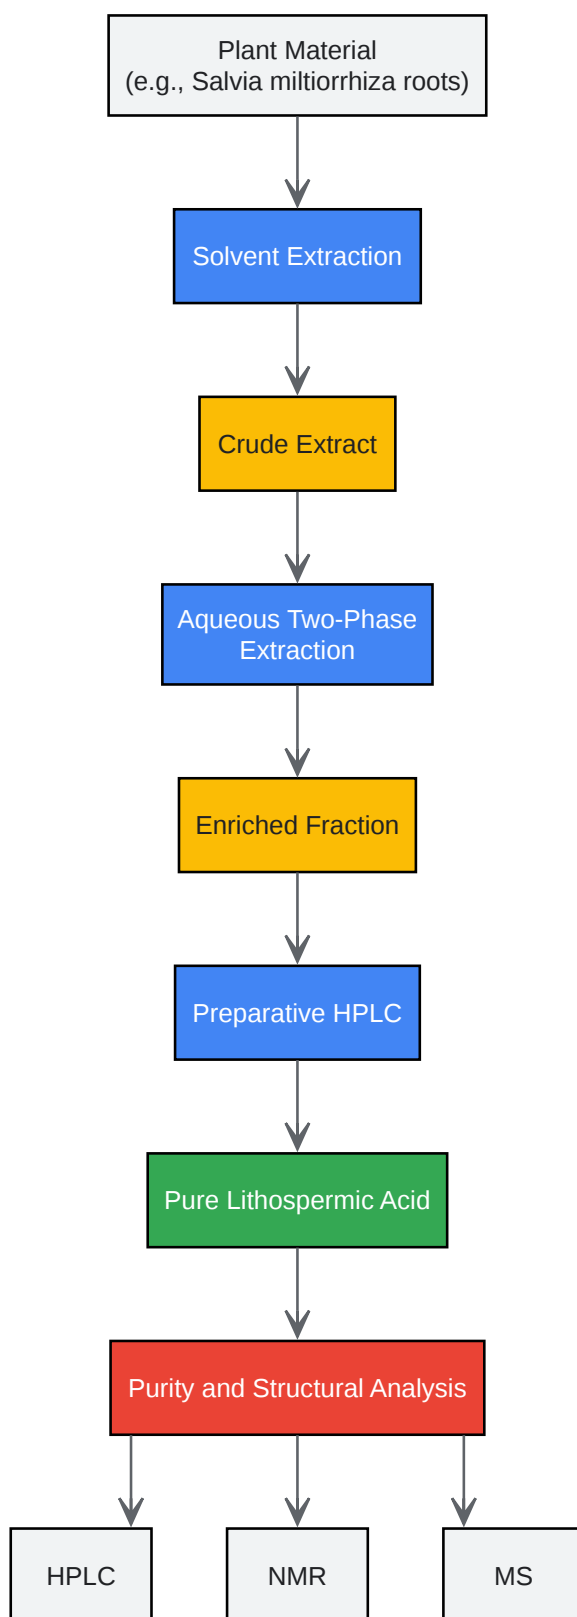 Plant Material
(e.g., Salvia miltiorrhiza roots)
Solvent Extraction
Crude Extract
Aqueous Two-Phase
Extraction
Enriched Fraction
Preparative HPLC
Pure Lithospermic Acid
Purity and Structural Analysis
HPLC
NMR
MS